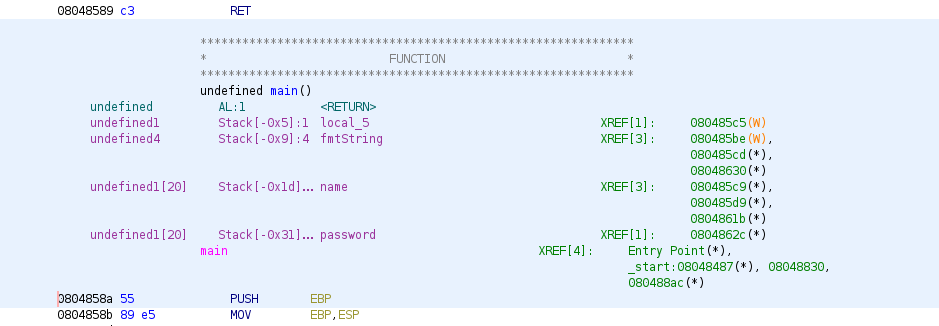 08048589 c3 RET
**************************************************************
* FUNCTION *
**************************************************************
undefined main()
undefined AL:1 <RETURN>
undefined1 Stack[-0x5]:1 local_5 XREF[1]: 080485c5(W)
undefined4 Stack[-0x9]:4 fmtString XREF[3]: 080485be(W),
080485cd(*),
08048630(*)
undefined1[20] Stack[-0x1d]... name XREF[3]: 080485c9(*),
080485d9(*),
0804861b(*)
undefined1[20] Stack[-0x31]... password XREF[1]: 0804862c(*)
main XREF[4]: Entry Point(*),
_start:08048487(*), 08048830,
080488ac(*)
0804858a 55 PUSH EBP
0804858b 89 e5 MOV EBP,ESP